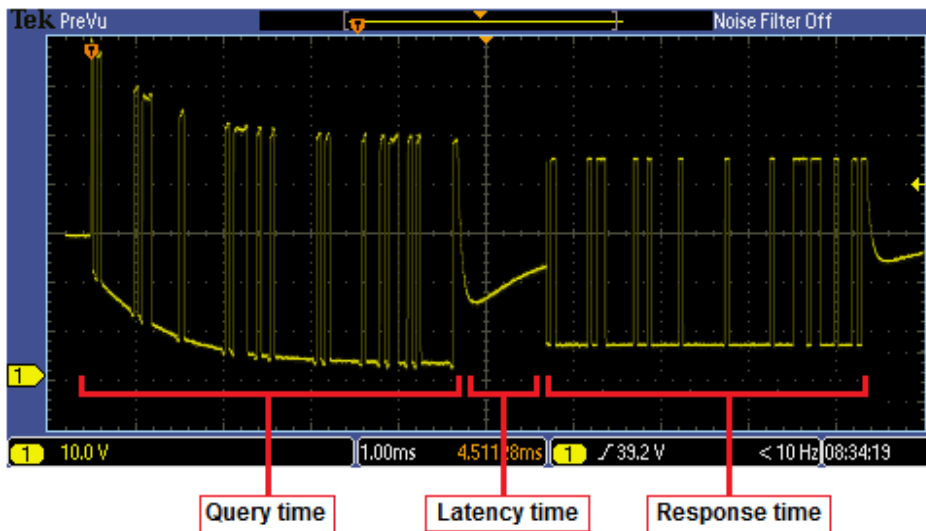 Tek PreVu Noise Filter Off
T
T
1
1 10.0 V 1.00ms 4.51128ms 1 39.2 V < 10 Hz 08:34:19
Query time Latency time Response time